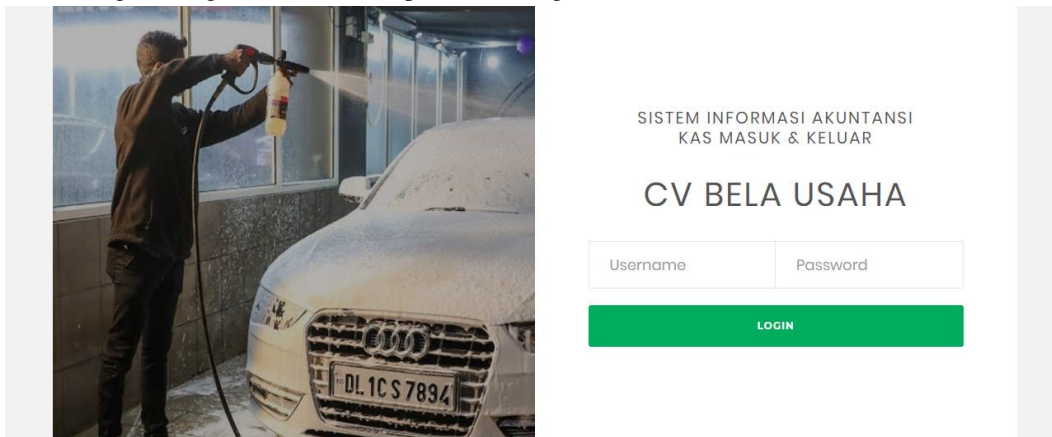 SISTEM INFORMASI AKUNTANSI
KAS MASUK & KELUAR
CV BELA USAHA
Username
Password
LOGIN
DL 1C S 7894